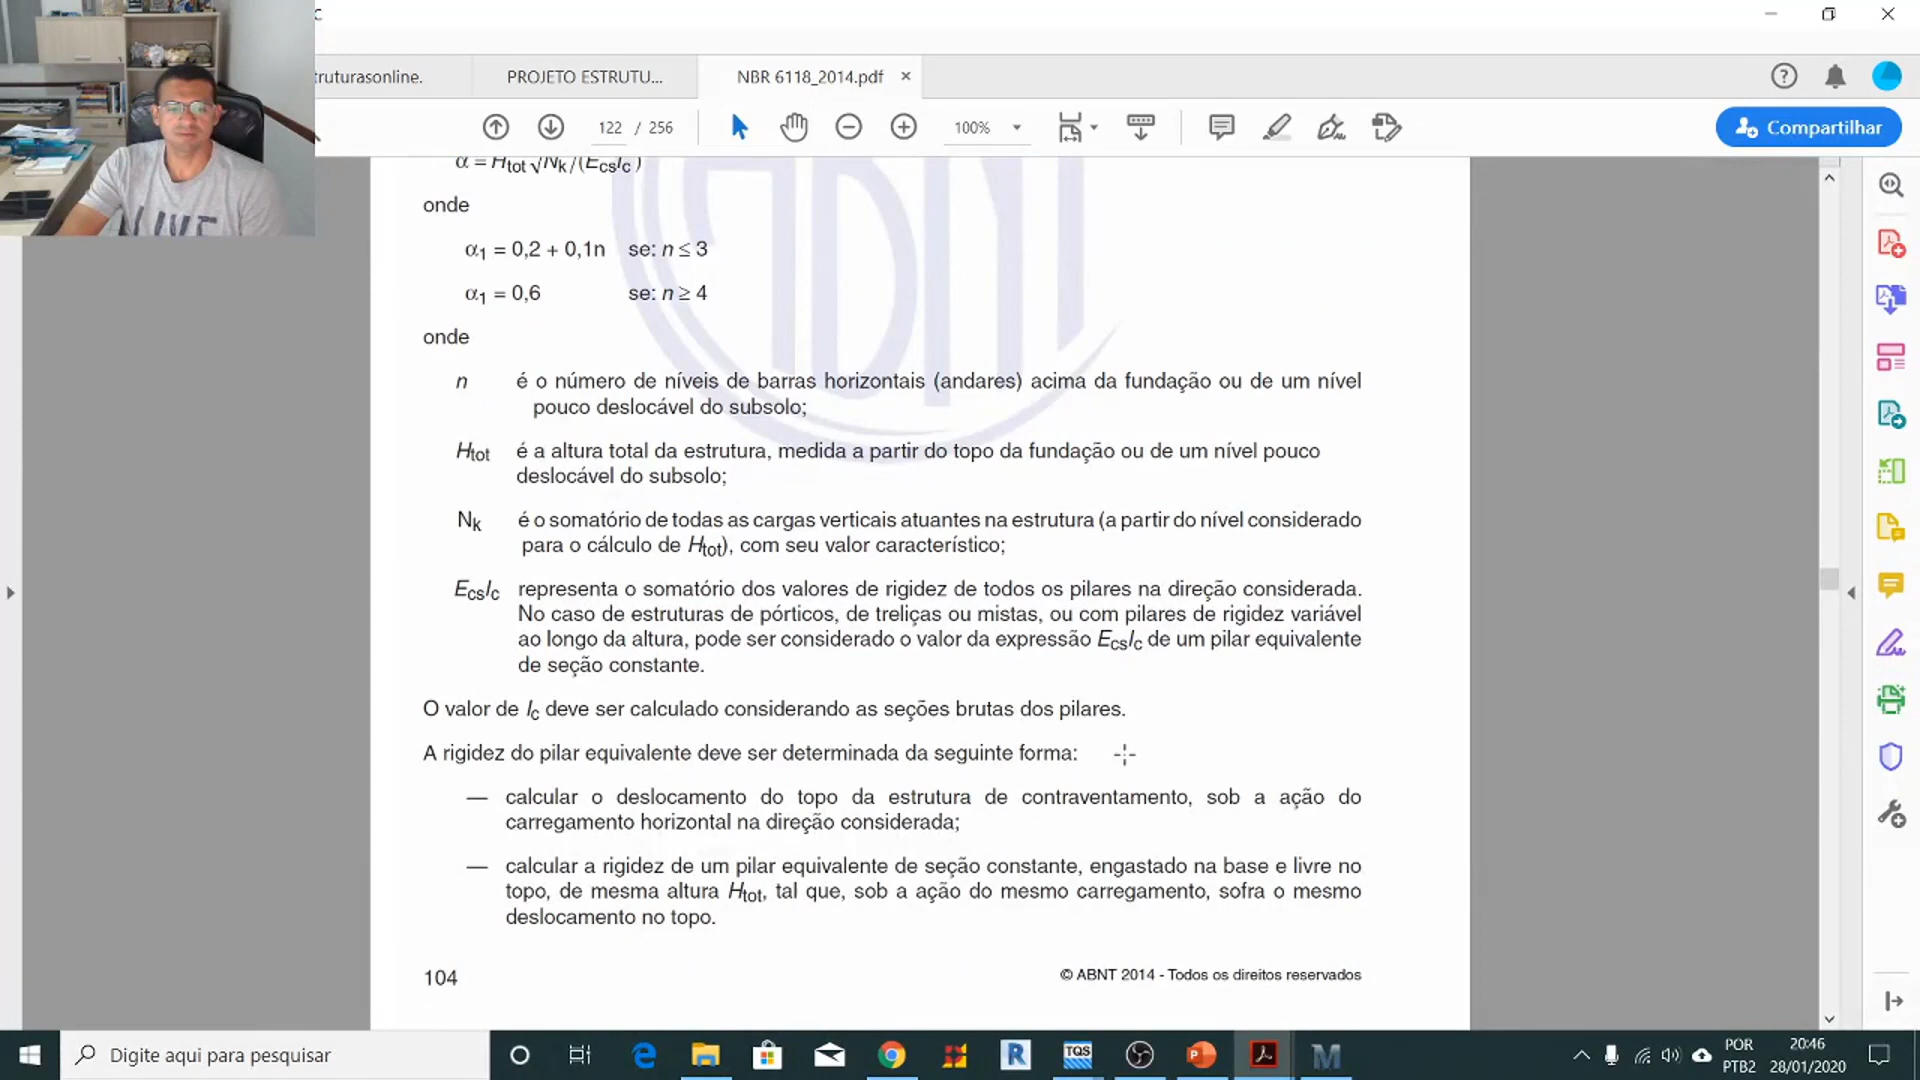 c
truturasonline.
PROJETO ESTRUTU...
NBR 6118_2014.pdf
122 / 256
100%
Compartilhar
α = Htot √Nk/(EcsIc)
onde
α1 = 0,2 + 0,1n se: n ≤ 3
α1 = 0,6 se: n ≥ 4
onde
n é o número de níveis de barras horizontais (andares) acima da fundação ou de um nível
pouco deslocável do subsolo;
Htot é a altura total da estrutura, medida a partir do topo da fundação ou de um nível pouco
deslocável do subsolo;
Nk é o somatório de todas as cargas verticais atuantes na estrutura (a partir do nível considerado
para o cálculo de Htot), com seu valor característico;
EcsIc representa o somatório dos valores de rigidez de todos os pilares na direção considerada.
No caso de estruturas de pórticos, de treliças ou mistas, ou com pilares de rigidez variável
ao longo da altura, pode ser considerado o valor da expressão EcsIc de um pilar equivalente
de seção constante.
O valor de Ic deve ser calculado considerando as seções brutas dos pilares.
A rigidez do pilar equivalente deve ser determinada da seguinte forma:
— calcular o deslocamento do topo da estrutura de contraventamento, sob a ação do
carregamento horizontal na direção considerada;
— calcular a rigidez de um pilar equivalente de seção constante, engastado na base e livre no
topo, de mesma altura Htot, tal que, sob a ação do mesmo carregamento, sofra o mesmo
deslocamento no topo.
104
© ABNT 2014 - Todos os direitos reservados
ABNT
LIVE
Digite aqui para pesquisar
TQS
POR
PTB2
20:46
28/01/2020